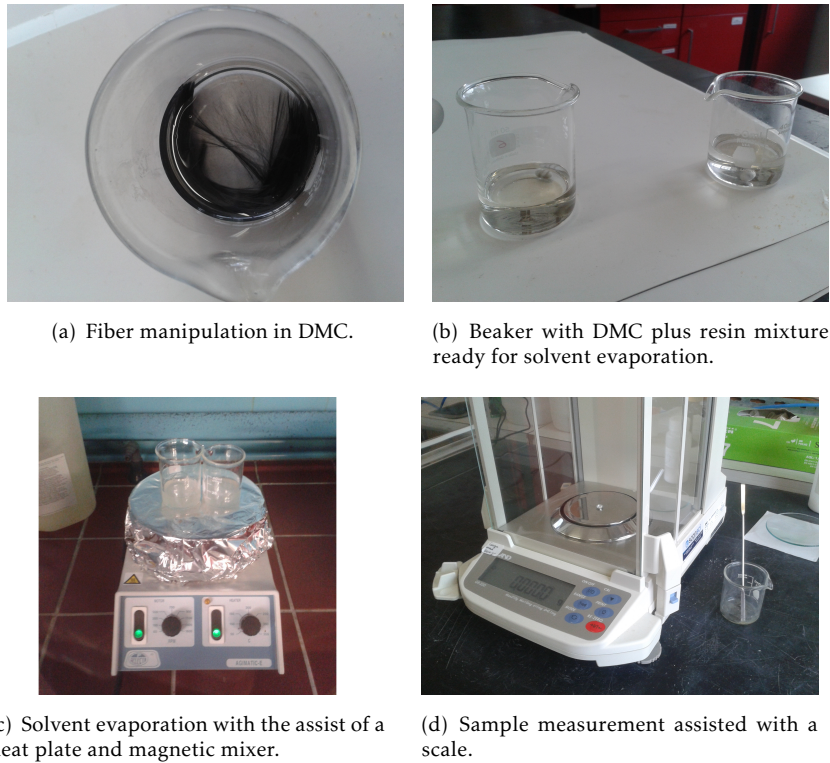 (a) Fiber manipulation in DMC.
(b) Beaker with DMC plus resin mixture
ready for solvent evaporation.
c) Solvent evaporation with the assist of a
eat plate and magnetic mixer.
(d) Sample measurement assisted with a
scale.